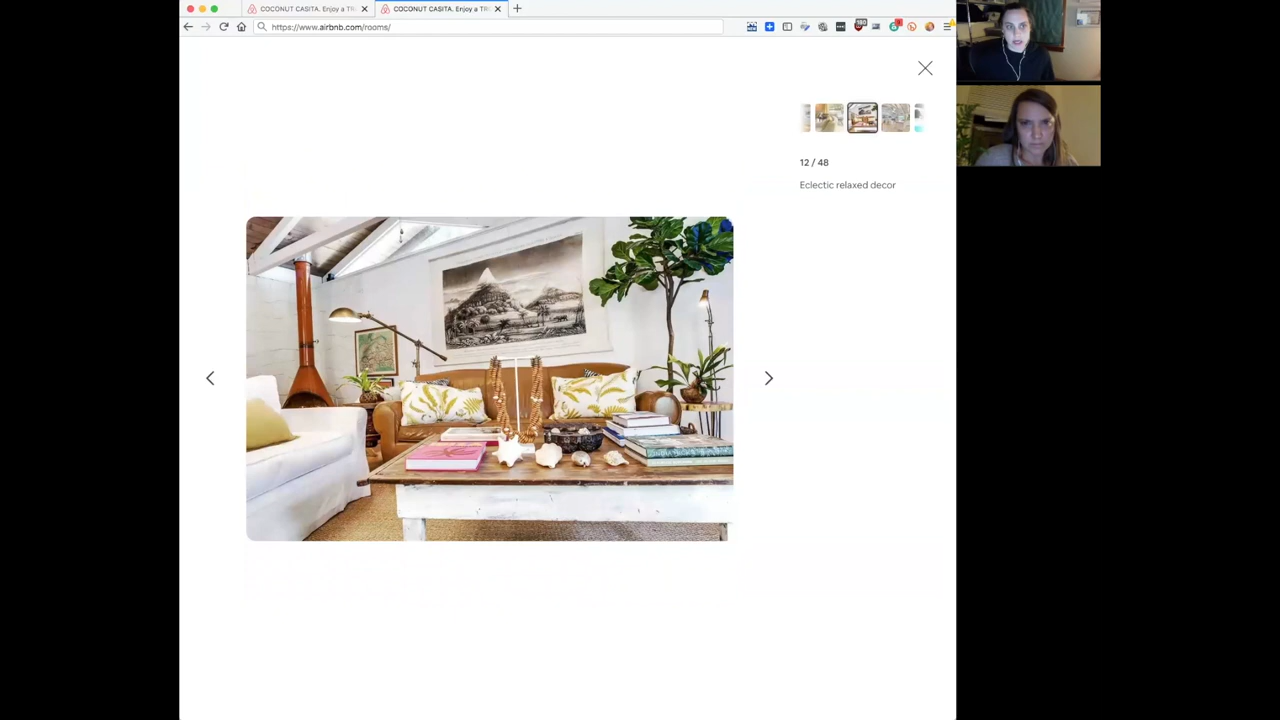 COCONUT CASITA. Enjoy a TR
COCONUT CASITA. Enjoy a TR
https://www.airbnb.com/rooms/
12 / 48
Eclectic relaxed decor